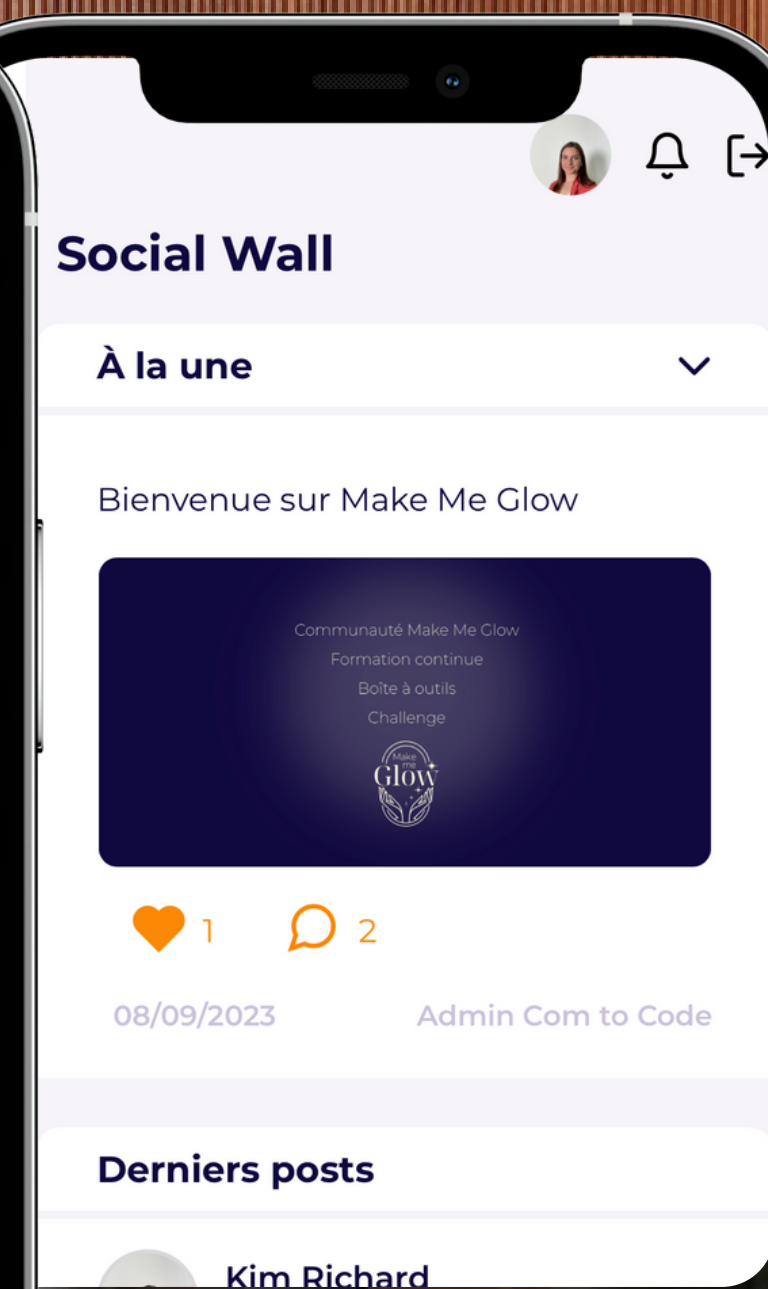 Social Wall
À la une
Bienvenue sur Make Me Glow
Communauté Make Me Glow
Formation continue
Boîte à outils
Challenge
Make
me
Glow
1 2
08/09/2023 Admin Com to Code
Derniers posts
Kim Richard